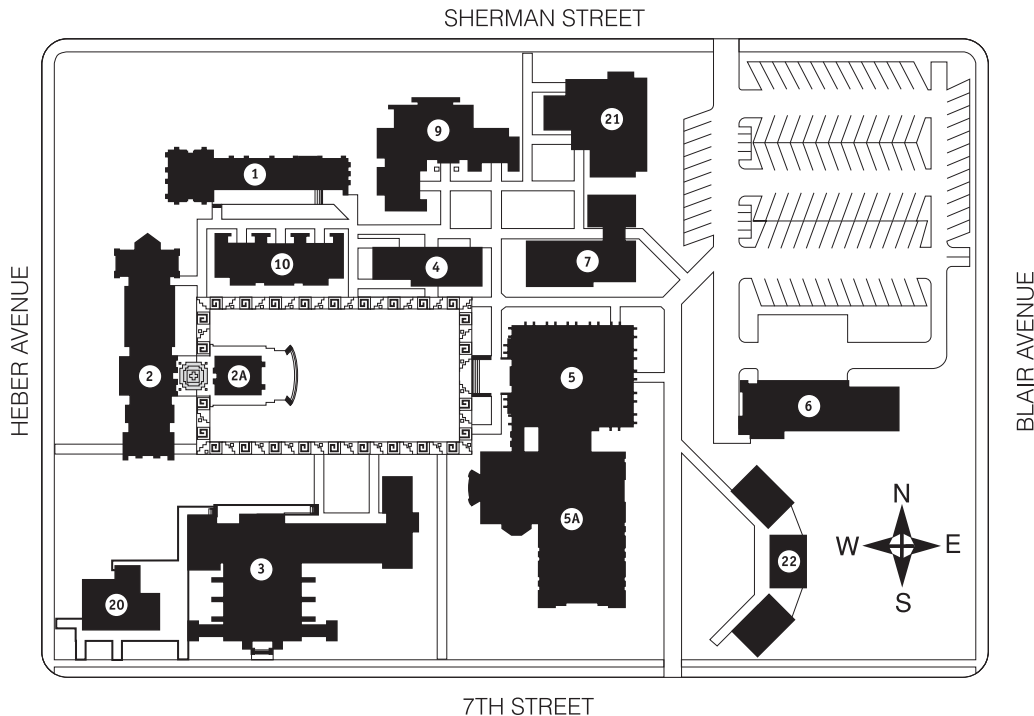 SHERMAN STREET
21
9
1
10
4
7
HEBER AVENUE
BLAIR AVENUE
2
2A
5
6
N
W
E
S
5A
22
3
20
7TH STREET